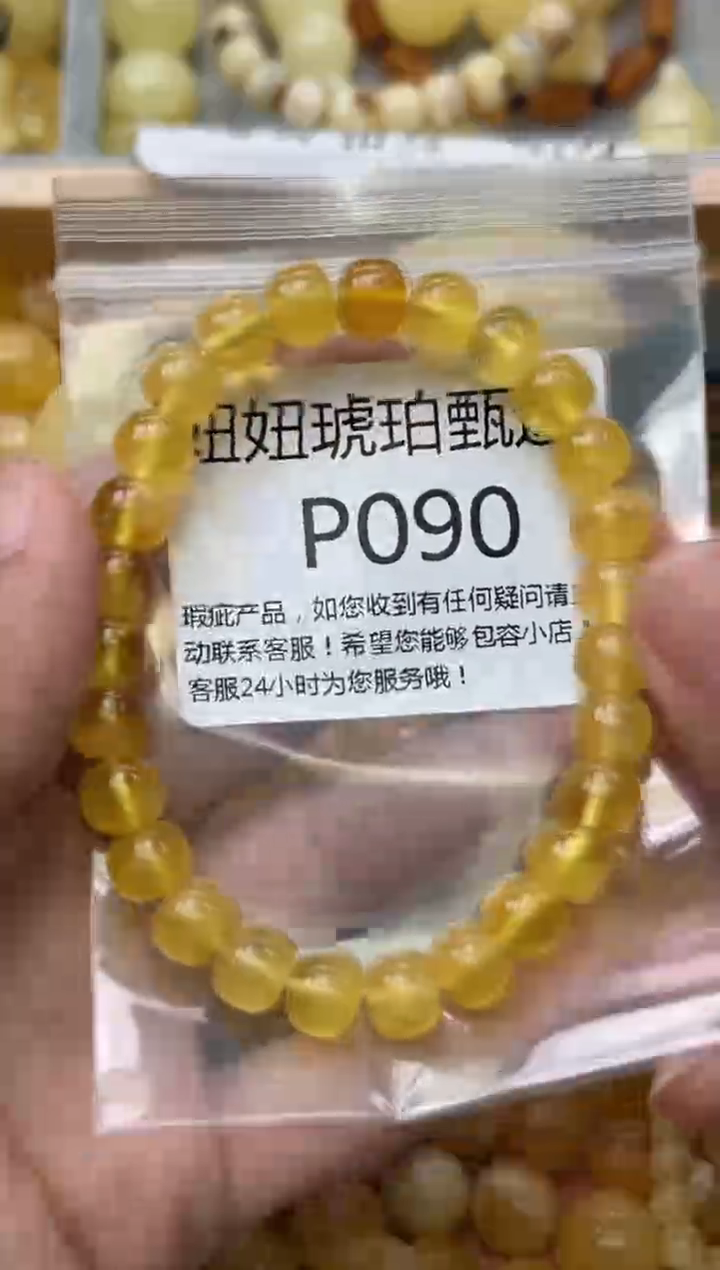 妞妞琥珀甄选
P090
瑕疵产品，如您收到有任何疑问请
动联系客服！希望您能够包容小店，
客服24小时为您服务哦！